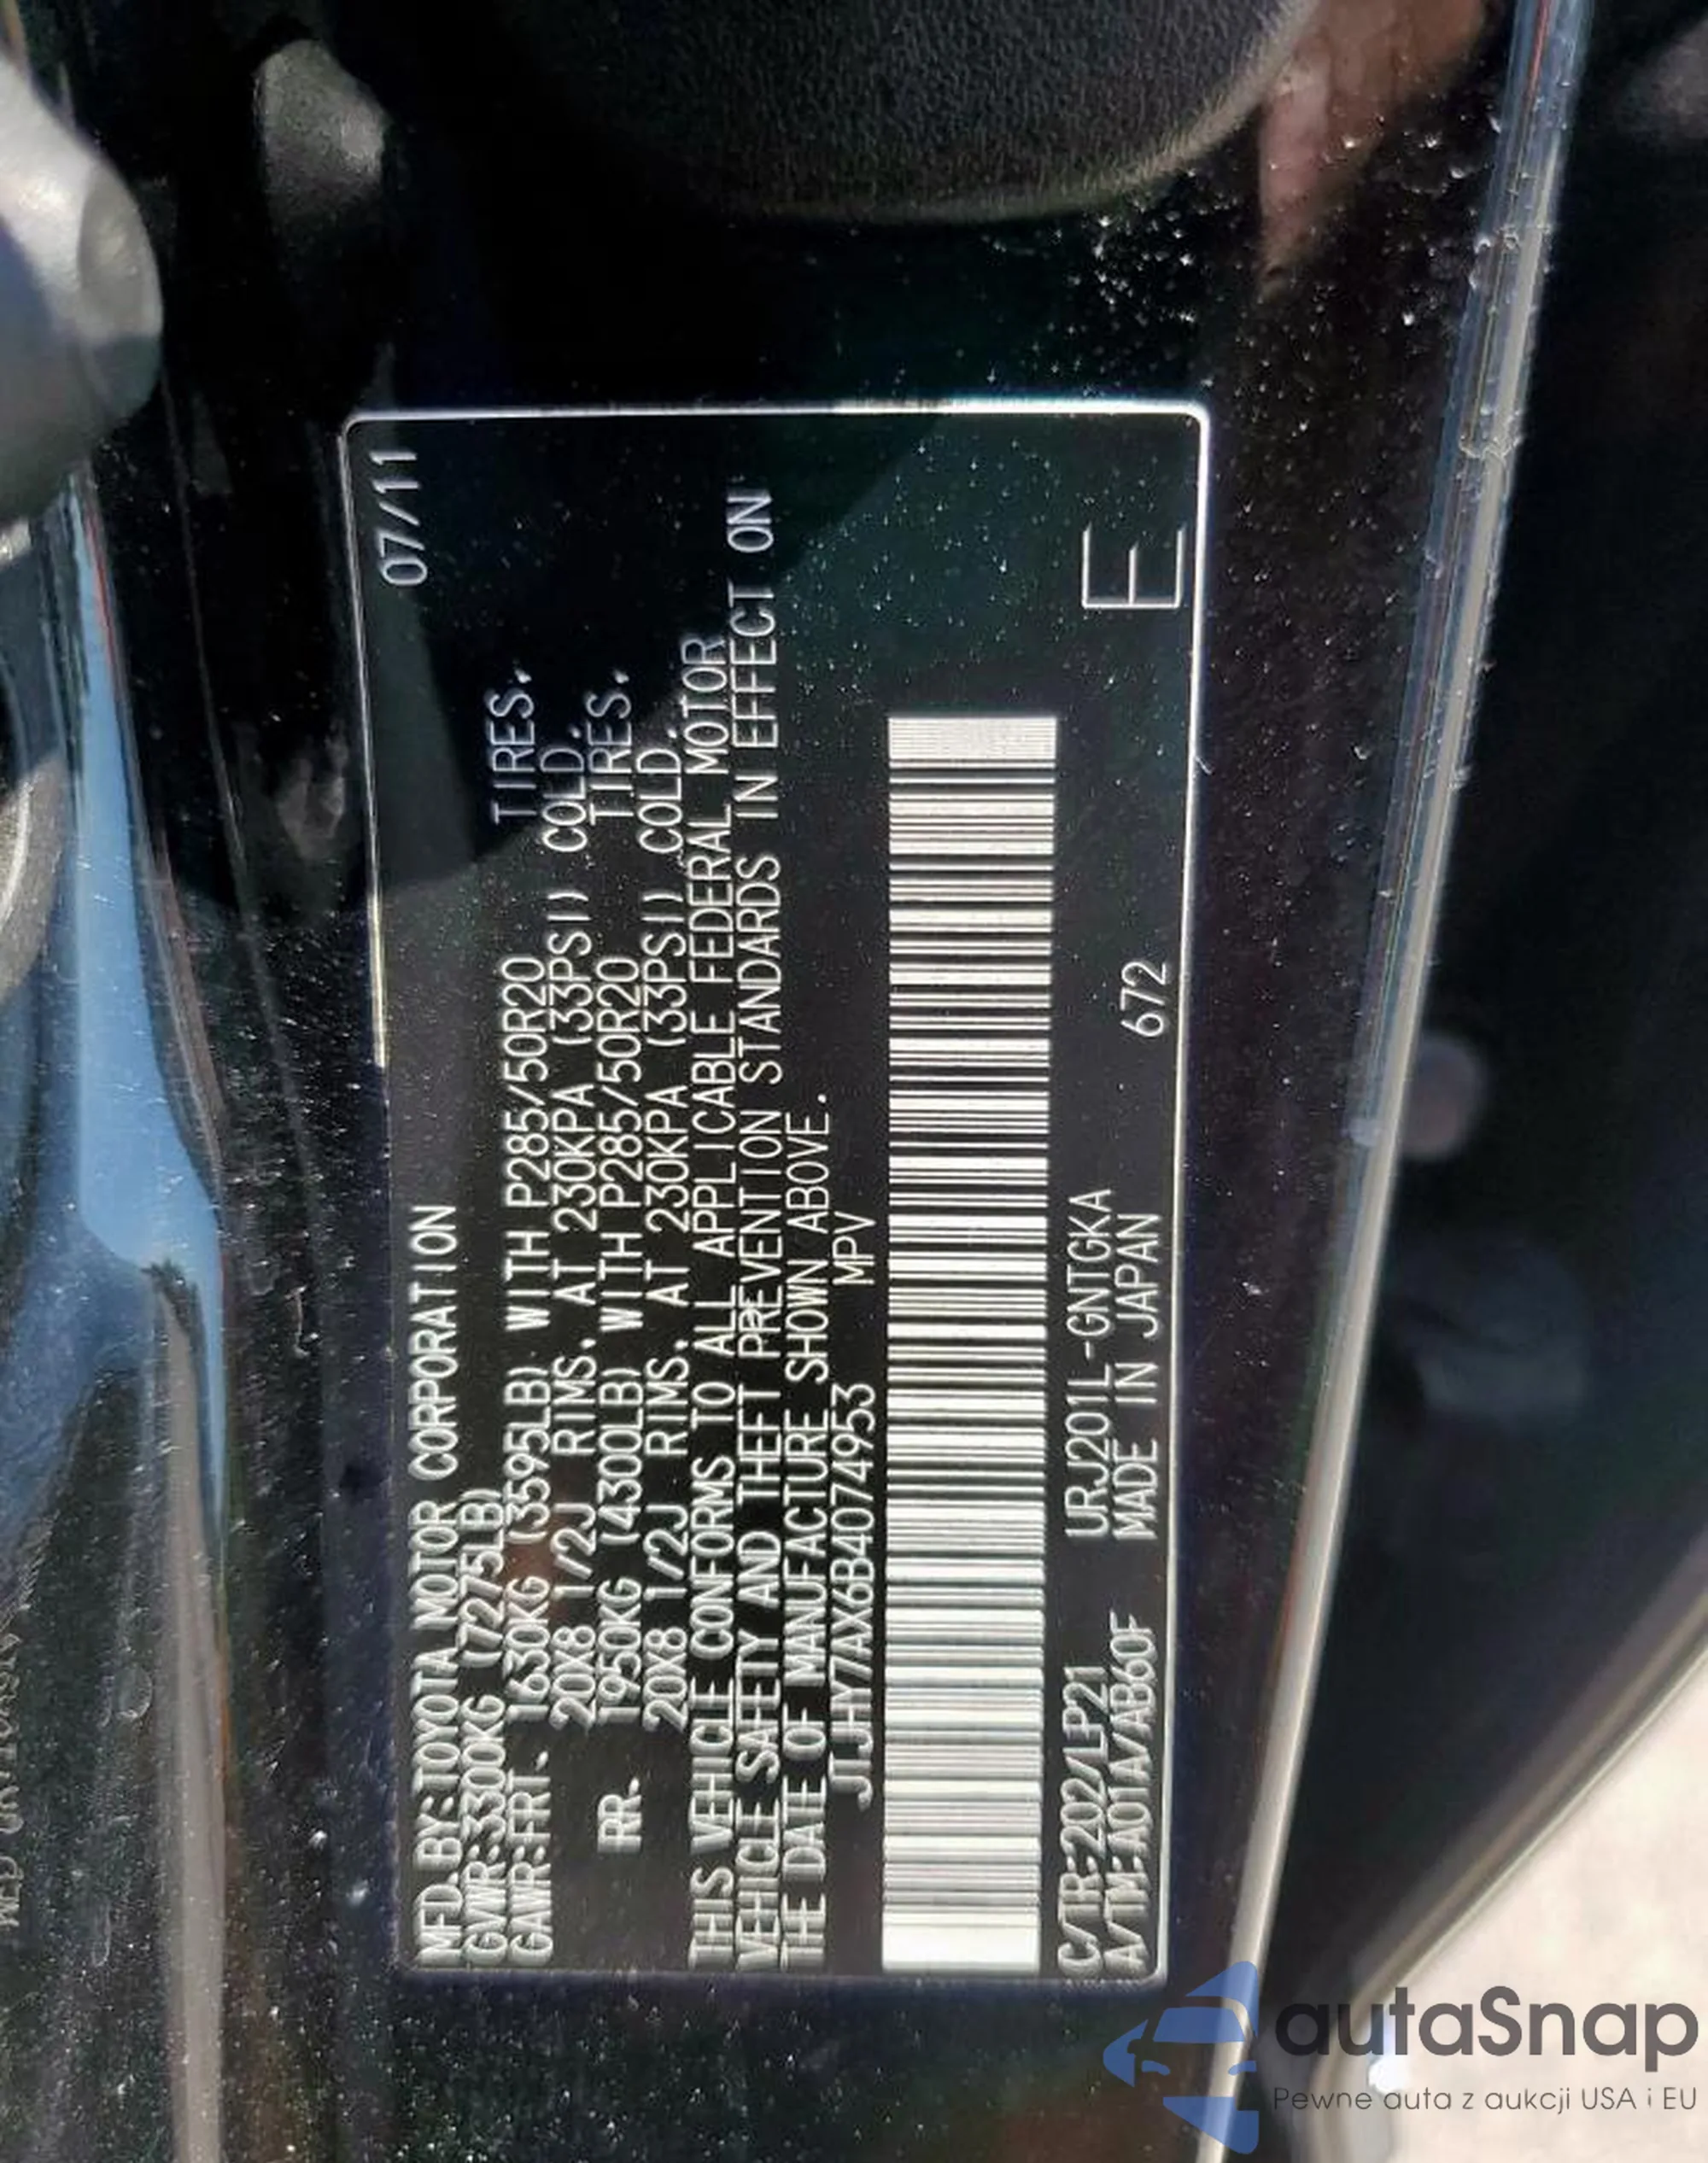 MFD.BY:TOYOTA MOTOR CORPORATION 07/11
GVWR:3300KG (7275LB)
GAWR:FRT. 1630KG (3595LB) WITH P285/50R20 TIRES,
20X8 1/2J RIMS, AT 230KPA (33PSI) COLD.
RR. 1950KG (4300LB) WITH P285/50R20 TIRES,
20X8 1/2J RIMS, AT 230KPA (33PSI) COLD.
THIS VEHICLE CONFORMS TO ALL APPLICABLE FEDERAL MOTOR
VEHICLE SAFETY AND THEFT PREVENTION STANDARDS IN EFFECT ON
THE DATE OF MANUFACTURE SHOWN ABOVE.
JTJHY7AX6B4074953 MPV
C/TR:202/LP21 URJ201L-GNTGKA
A/TM:A01A/AB60F MADE IN JAPAN 672
E
autaSnap
Pewne auta z aukcji USA i EU